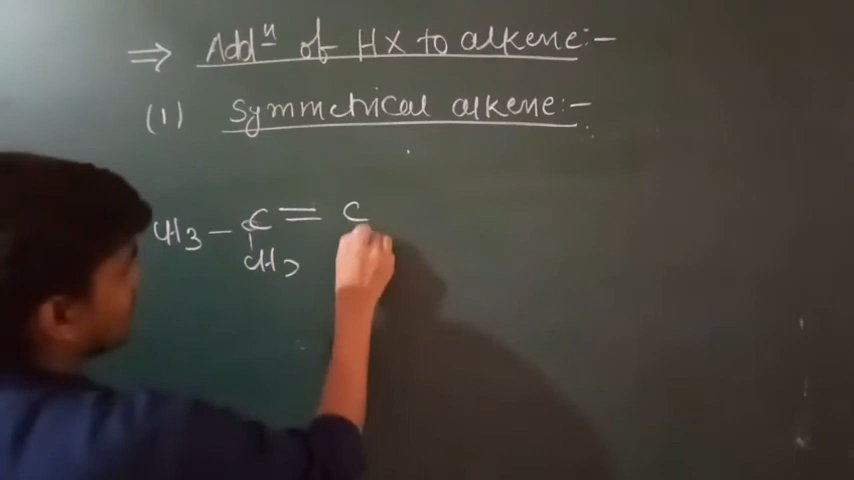 ⇒ Addⁿ of HX to alkene:-
(1) Symmetrical alkene:-
CH3 - C = C
CH3